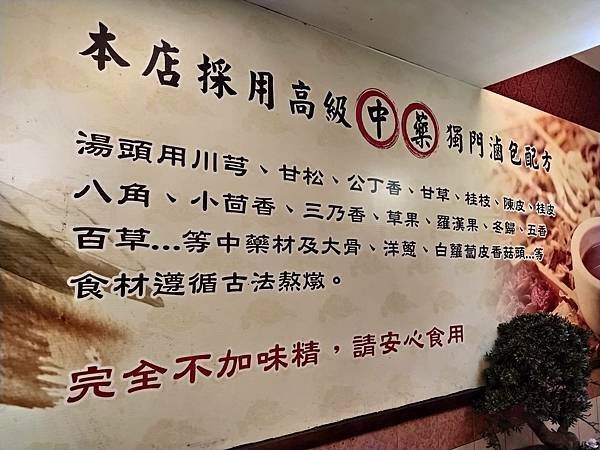 本店採用高級中藥獨門滷包配方
湯頭用川芎、甘松、公丁香、甘草、桂枝、陳皮、桂皮
八角、小茴香、三乃香、草果、羅漢果、冬歸、五香
百草...等中藥材及大骨、洋蔥、白蘿蔔皮香菇頭...等
食材遵循古法熬燉。
完全不加味精，請安心食用